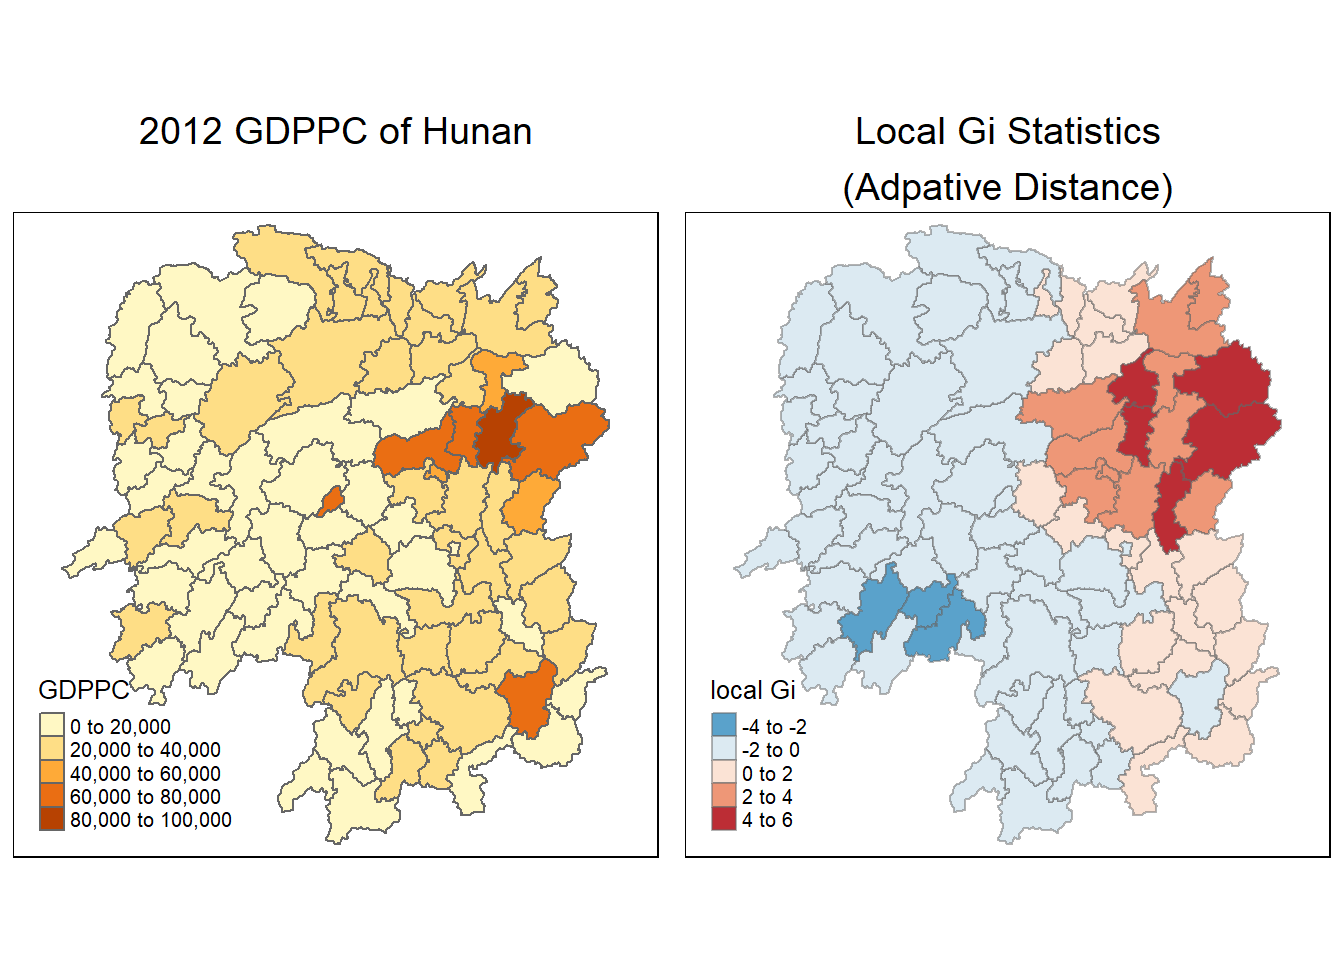 2012 GDPPC of Hunan
GDPPC
0 to 20,000
20,000 to 40,000
40,000 to 60,000
60,000 to 80,000
80,000 to 100,000
Local Gi Statistics
(Adpative Distance)
local Gi
-4 to -2
-2 to 0
0 to 2
2 to 4
4 to 6